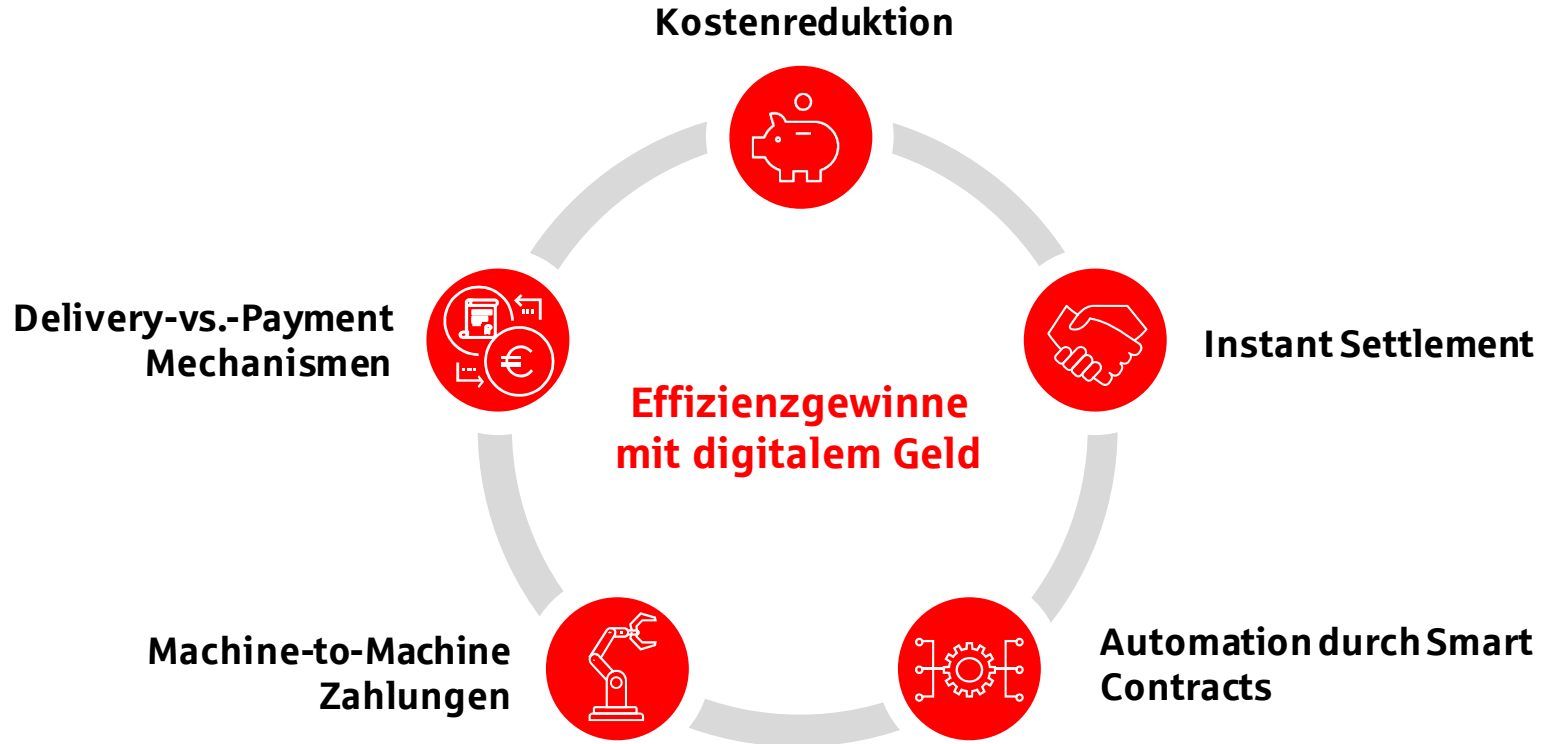 Kostenreduktion
Delivery-vs.-Payment
Mechanismen
Instant Settlement
Effizienzgewinne
mit digitalem Geld
Machine-to-Machine
Zahlungen
Automation durch Smart
Contracts
€